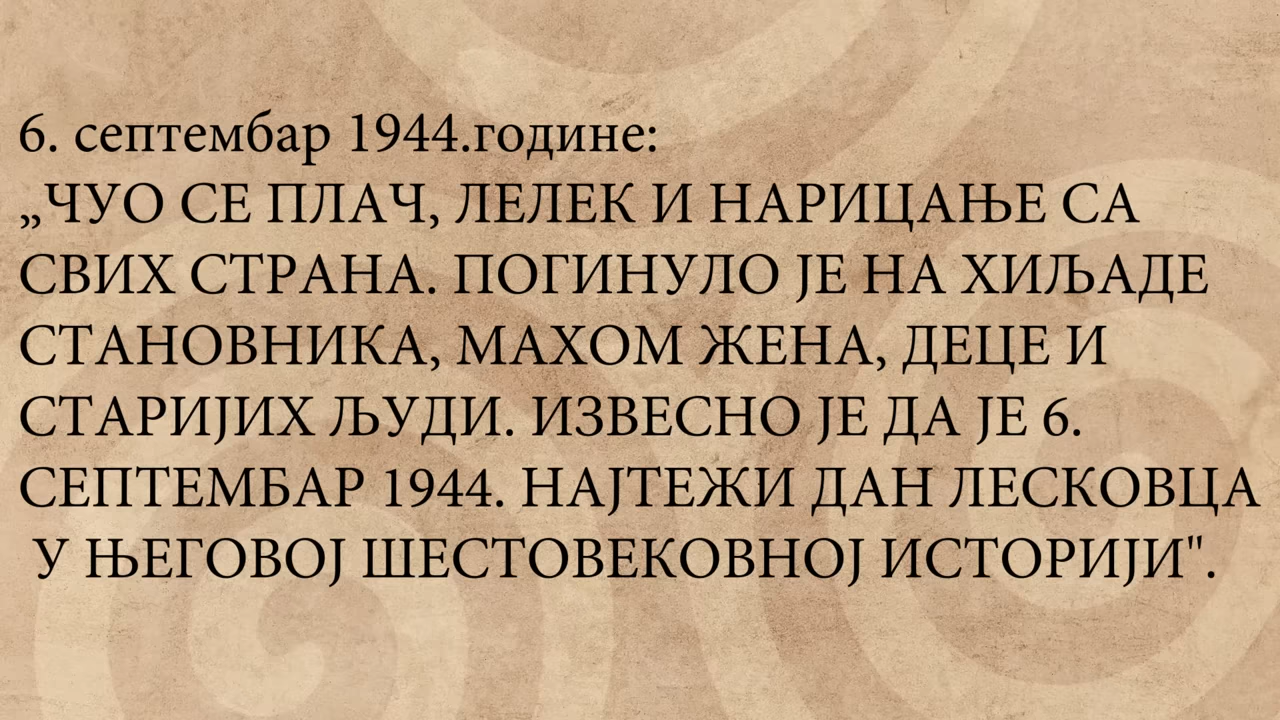 6. септембар 1944.године:
„ЧУО СЕ ПЛАЧ, ЛЕЛЕК И НАРИЦАЊЕ СА
СВИХ СТРАНА. ПОГИНУЛО ЈЕ НА ХИЉАДЕ
СТАНОВНИКА, МАХОМ ЖЕНА, ДЕЦЕ И
СТАРИЈИХ ЉУДИ. ИЗВЕСНО ЈЕ ДА ЈЕ 6.
СЕПТЕМБАР 1944. НАЈТЕЖИ ДАН ЛЕСКОВЦА
У ЊЕГОВОЈ ШЕСТОВЕКОВНОЈ ИСТОРИЈИ".